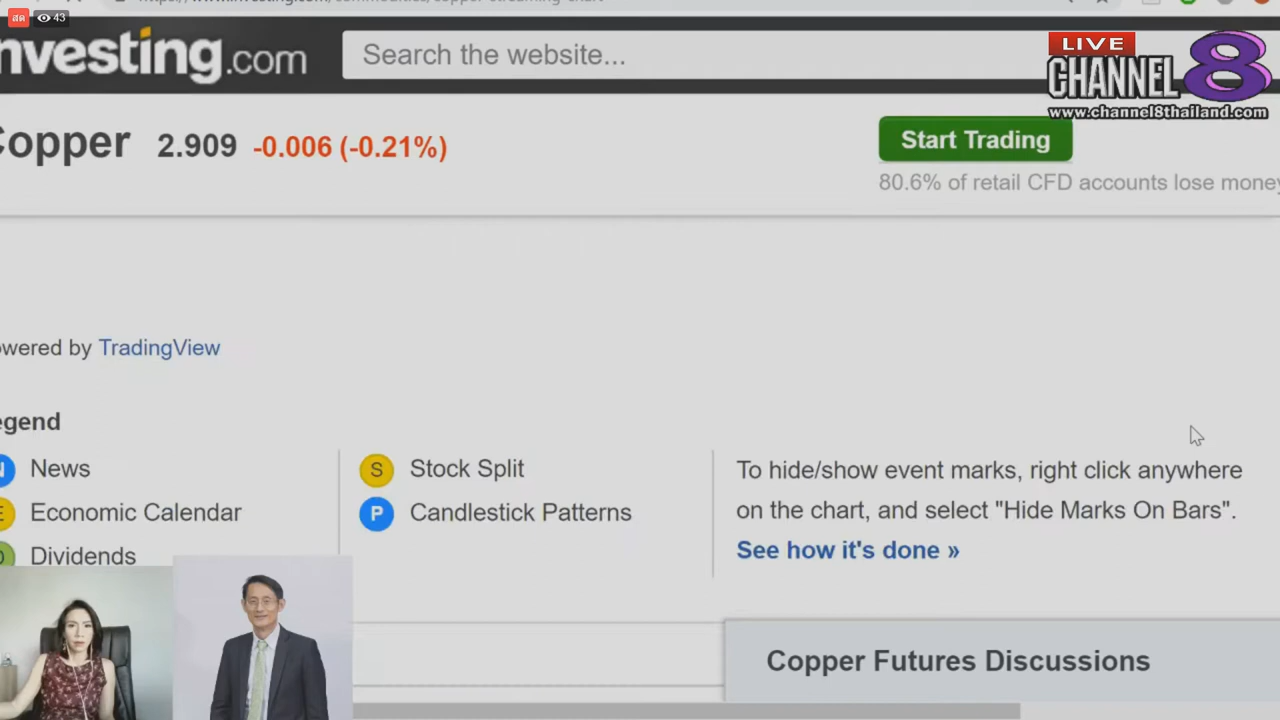 สด 43
nvesting.com
Search the website...
LIVE
CHANNEL 8
www.channel8thailand.com
Copper 2.909 -0.006 (-0.21%)
Start Trading
80.6% of retail CFD accounts lose money
owered by TradingView
egend
News
Economic Calendar
Dividends
S Stock Split
P Candlestick Patterns
To hide/show event marks, right click anywhere
on the chart, and select "Hide Marks On Bars".
See how it's done »
Copper Futures Discussions